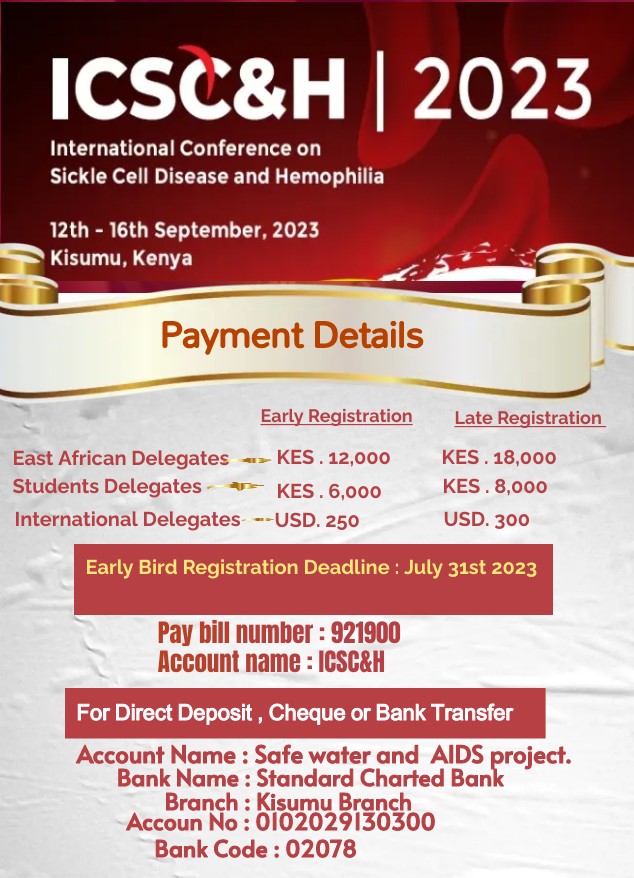 ICSC&H | 2023
International Conference on
Sickle Cell Disease and Hemophilia
12th - 16th September, 2023
Kisumu, Kenya
Payment Details
Early Registration Late Registration
East African Delegates KES . 12,000 KES . 18,000
Students Delegates KES . 6,000 KES . 8,000
International Delegates USD. 250 USD. 300
Early Bird Registration Deadline : July 31st 2023
Pay bill number : 921900
Account name : ICSC&H
For Direct Deposit , Cheque or Bank Transfer
Account Name : Safe water and AIDS project.
Bank Name : Standard Charted Bank
Branch : Kisumu Branch
Accoun No : 0102029130300
Bank Code : 02078